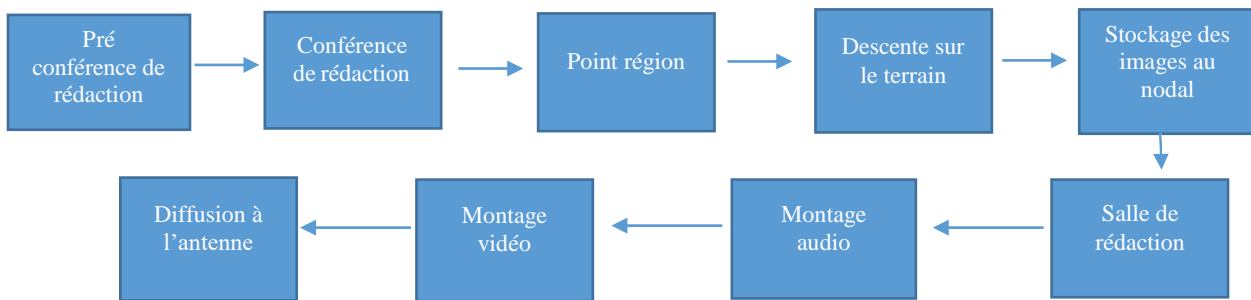 Pré
conférence de
rédaction
Conférence
de rédaction
Point région
Descente sur
le terrain
Stockage des
images au
nodal
Salle de
rédaction
Montage
audio
Montage
vidéo
Diffusion à
l’antenne